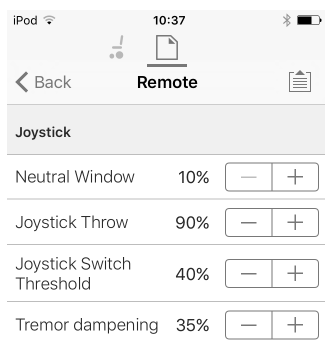 iPod 10:37
Back Remote
Joystick
Neutral Window 10% — +
Joystick Throw 90% — +
Joystick Switch
Threshold 40% — +
Tremor dampening 35% — +